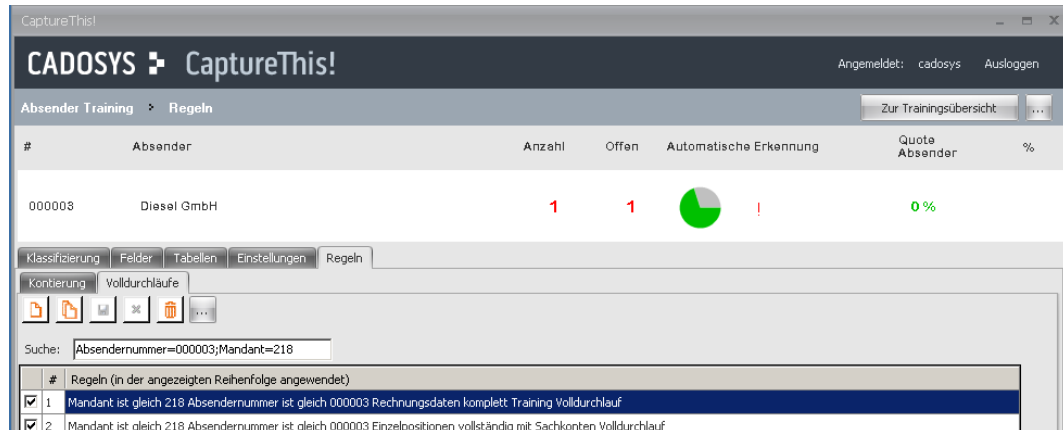 CaptureThis!
CADOSYS CaptureThis!
Angemeldet: cadosys Ausloggen
Absender Training > Regeln
Zur Trainingsübersicht ...
# Absender Anzahl Offen Automatische Erkennung Quote Absender %
000003 Diesel GmbH 1 1 ! 0 %
Klassifizierung Felder Tabellen Einstellungen Regeln
Kontierung Volldurchläufe
...
Suche: Absendernummer=000003;Mandant=218
# Regeln (in der angezeigten Reihenfolge angewendet)
1 Mandant ist gleich 218 Absendernummer ist gleich 000003 Rechnungsdaten komplett Training Volldurchlauf
2 Mandant ist gleich 218 Absendernummer ist gleich 000003 Einzelpositionen vollständig mit Sachkonten Volldurchlauf